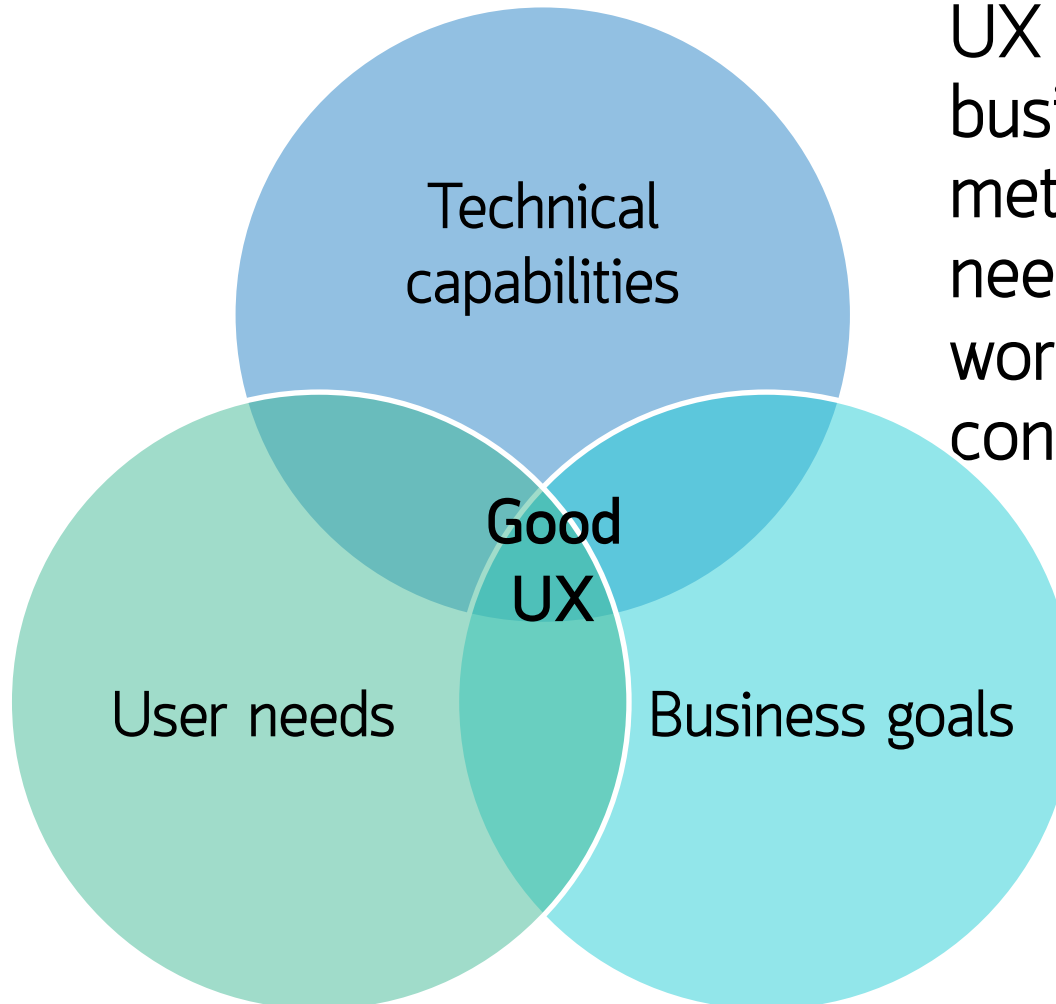 UX
busi
met
nee
wor
con
Technical
capabilities
Good
UX
User needs
Business goals